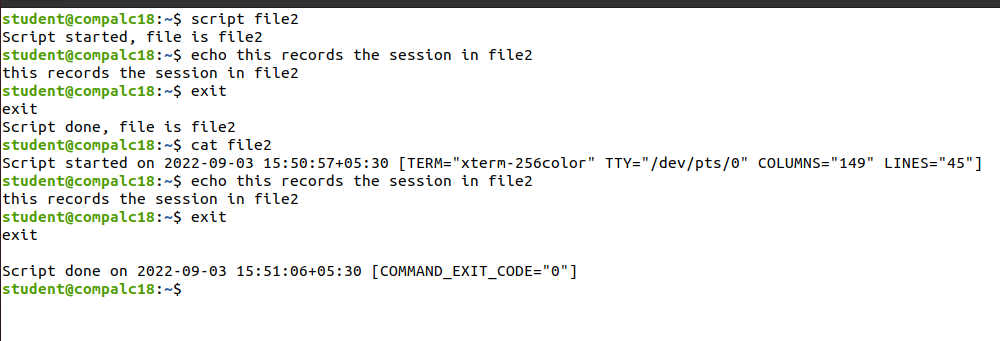 student@compalc18:~$ script file2
Script started, file is file2
student@compalc18:~$ echo this records the session in file2
this records the session in file2
student@compalc18:~$ exit
exit
Script done, file is file2
student@compalc18:~$ cat file2
Script started on 2022-09-03 15:50:57+05:30 [TERM="xterm-256color" TTY="/dev/pts/0" COLUMNS="149" LINES="45"]
student@compalc18:~$ echo this records the session in file2
this records the session in file2
student@compalc18:~$ exit
exit

Script done on 2022-09-03 15:51:06+05:30 [COMMAND_EXIT_CODE="0"]
student@compalc18:~$